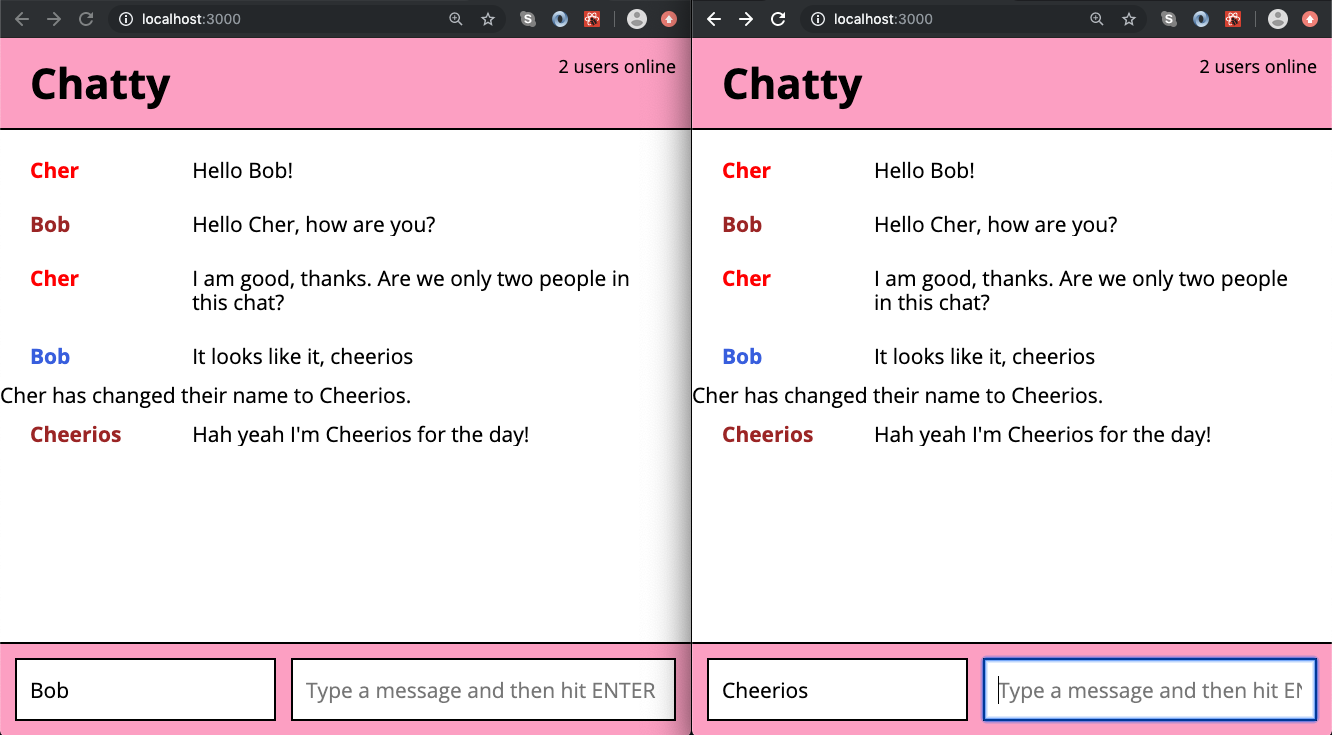 localhost:3000
Chatty
2 users online
Cher Hello Bob!
Bob Hello Cher, how are you?
Cher I am good, thanks. Are we only two people in
this chat?
Bob It looks like it, cheerios
Cher has changed their name to Cheerios.
Cheerios Hah yeah I'm Cheerios for the day!
Bob Type a message and then hit ENTER
localhost:3000
Chatty
2 users online
Cher Hello Bob!
Bob Hello Cher, how are you?
Cher I am good, thanks. Are we only two people
in this chat?
Bob It looks like it, cheerios
Cher has changed their name to Cheerios.
Cheerios Hah yeah I'm Cheerios for the day!
Cheerios Type a message and then hit EN